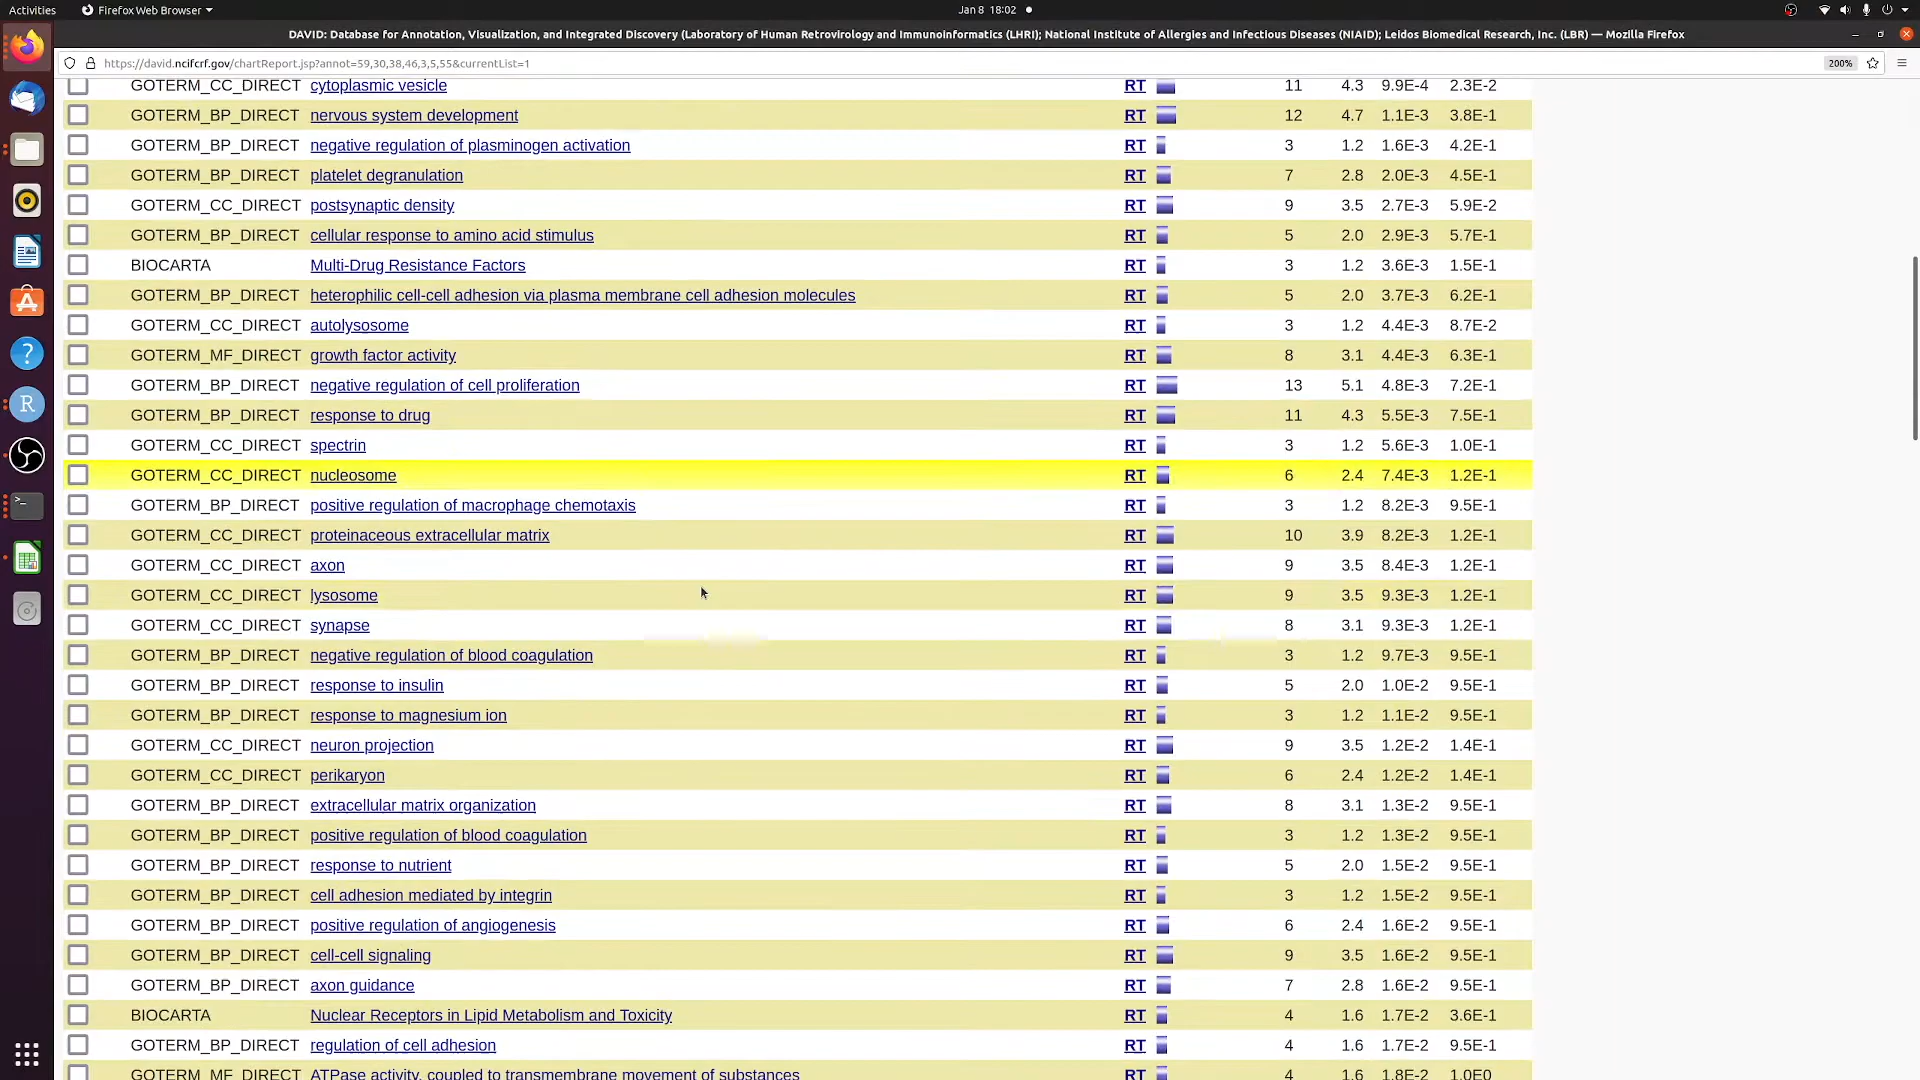 Activities Firefox Web Browser Jan 8 18:02
DAVID: Database for Annotation, Visualization, and Integrated Discovery (Laboratory of Human Retrovirology and Immunoinformatics (LHRI); National Institute of Allergies and Infectious Diseases (NIAID); Leidos Biomedical Research, Inc. (LBR) — Mozilla Firefox
https://david.ncifcrf.gov/chartReport.jsp?annot=59,30,38,46,3,5,55&currentList=1 200%
GOTERM_CC_DIRECT cytoplasmic vesicle RT 11 4.3 9.9E-4 2.3E-2
GOTERM_BP_DIRECT nervous system development RT 12 4.7 1.1E-3 3.8E-1
GOTERM_BP_DIRECT negative regulation of plasminogen activation RT 3 1.2 1.6E-3 4.2E-1
GOTERM_BP_DIRECT platelet degranulation RT 7 2.8 2.0E-3 4.5E-1
GOTERM_CC_DIRECT postsynaptic density RT 9 3.5 2.7E-3 5.9E-2
GOTERM_BP_DIRECT cellular response to amino acid stimulus RT 5 2.0 2.9E-3 5.7E-1
BIOCARTA Multi-Drug Resistance Factors RT 3 1.2 3.6E-3 1.5E-1
GOTERM_BP_DIRECT heterophilic cell-cell adhesion via plasma membrane cell adhesion molecules RT 5 2.0 3.7E-3 6.2E-1
GOTERM_CC_DIRECT autolysosome RT 3 1.2 4.4E-3 8.7E-2
GOTERM_MF_DIRECT growth factor activity RT 8 3.1 4.4E-3 6.3E-1
GOTERM_BP_DIRECT negative regulation of cell proliferation RT 13 5.1 4.8E-3 7.2E-1
GOTERM_BP_DIRECT response to drug RT 11 4.3 5.5E-3 7.5E-1
GOTERM_CC_DIRECT spectrin RT 3 1.2 5.6E-3 1.0E-1
GOTERM_CC_DIRECT nucleosome RT 6 2.4 7.4E-3 1.2E-1
GOTERM_BP_DIRECT positive regulation of macrophage chemotaxis RT 3 1.2 8.2E-3 9.5E-1
GOTERM_CC_DIRECT proteinaceous extracellular matrix RT 10 3.9 8.2E-3 1.2E-1
GOTERM_CC_DIRECT axon RT 9 3.5 8.4E-3 1.2E-1
GOTERM_CC_DIRECT lysosome RT 9 3.5 9.3E-3 1.2E-1
GOTERM_CC_DIRECT synapse RT 8 3.1 9.3E-3 1.2E-1
GOTERM_BP_DIRECT negative regulation of blood coagulation RT 3 1.2 9.7E-3 9.5E-1
GOTERM_BP_DIRECT response to insulin RT 5 2.0 1.0E-2 9.5E-1
GOTERM_BP_DIRECT response to magnesium ion RT 3 1.2 1.1E-2 9.5E-1
GOTERM_CC_DIRECT neuron projection RT 9 3.5 1.2E-2 1.4E-1
GOTERM_CC_DIRECT perikaryon RT 6 2.4 1.2E-2 1.4E-1
GOTERM_BP_DIRECT extracellular matrix organization RT 8 3.1 1.3E-2 9.5E-1
GOTERM_BP_DIRECT positive regulation of blood coagulation RT 3 1.2 1.3E-2 9.5E-1
GOTERM_BP_DIRECT response to nutrient RT 5 2.0 1.5E-2 9.5E-1
GOTERM_BP_DIRECT cell adhesion mediated by integrin RT 3 1.2 1.5E-2 9.5E-1
GOTERM_BP_DIRECT positive regulation of angiogenesis RT 6 2.4 1.6E-2 9.5E-1
GOTERM_BP_DIRECT cell-cell signaling RT 9 3.5 1.6E-2 9.5E-1
GOTERM_BP_DIRECT axon guidance RT 7 2.8 1.6E-2 9.5E-1
BIOCARTA Nuclear Receptors in Lipid Metabolism and Toxicity RT 4 1.6 1.7E-2 3.6E-1
GOTERM_BP_DIRECT regulation of cell adhesion RT 4 1.6 1.7E-2 9.5E-1
GOTERM_MF_DIRECT ATPase activity, coupled to transmembrane movement of substances RT 4 1.6 1.8E-2 1.0E0